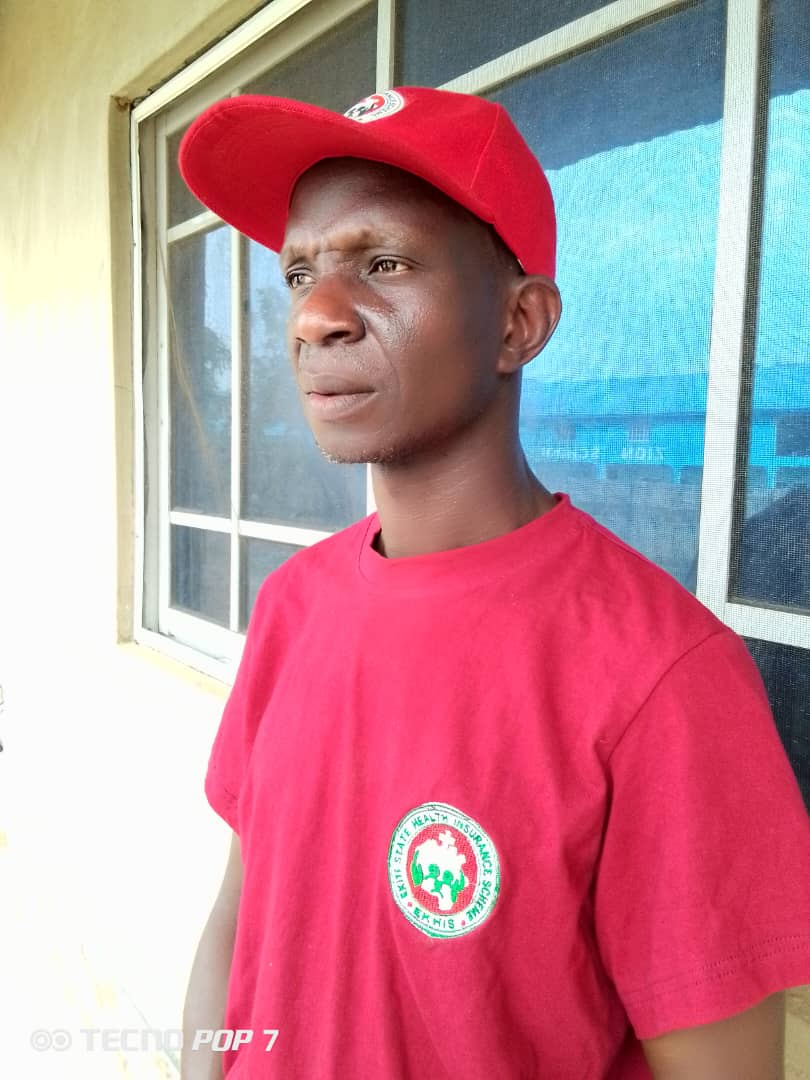 EKITI STATE HEALTH INSURANCE SCHEME
EKHIS
TECNO POP 7